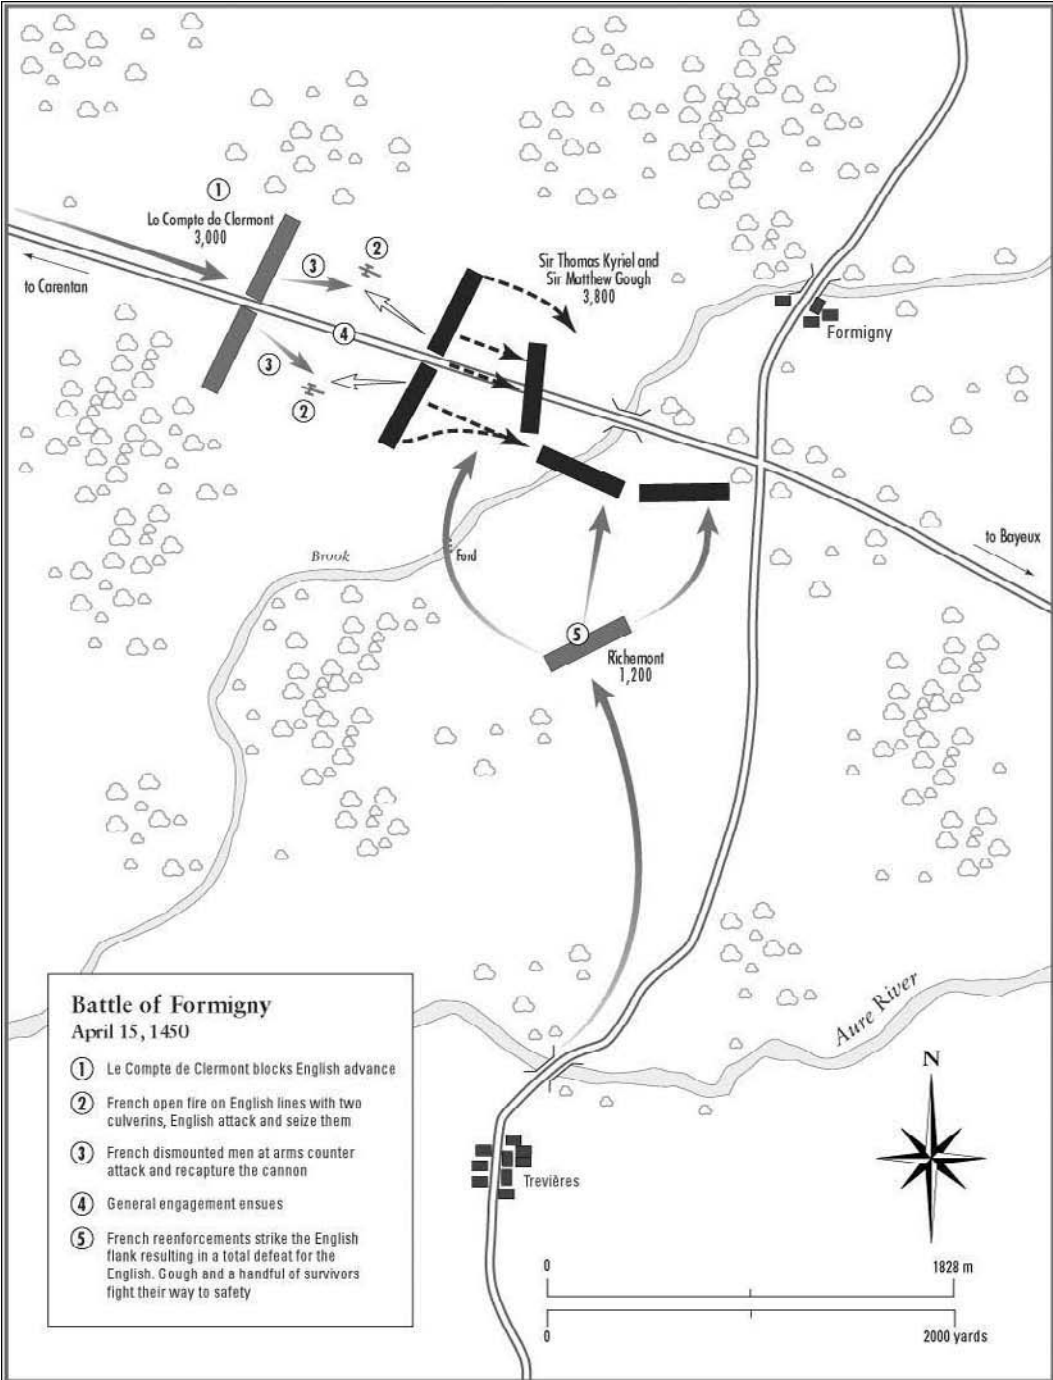 1
Le Compte de Clermont
3,000
to Carentan
3
2
4
3
2
Sir Thomas Kyriel and
Sir Matthew Gough
3,800
Formigny
to Bayeux
Brook
Ford
5
Richemont
1,200
Aure River
Trevières
N
Battle of Formigny
April 15, 1450
1 Le Compte de Clermont blocks English advance
2 French open fire on English lines with two
culverins, English attack and seize them
3 French dismounted men at arms counter
attack and recapture the cannon
4 General engagement ensues
5 French reenforcements strike the English
flank resulting in a total defeat for the
English. Gough and a handful of survivors
fight their way to safety
0 1828 m
0 2000 yards